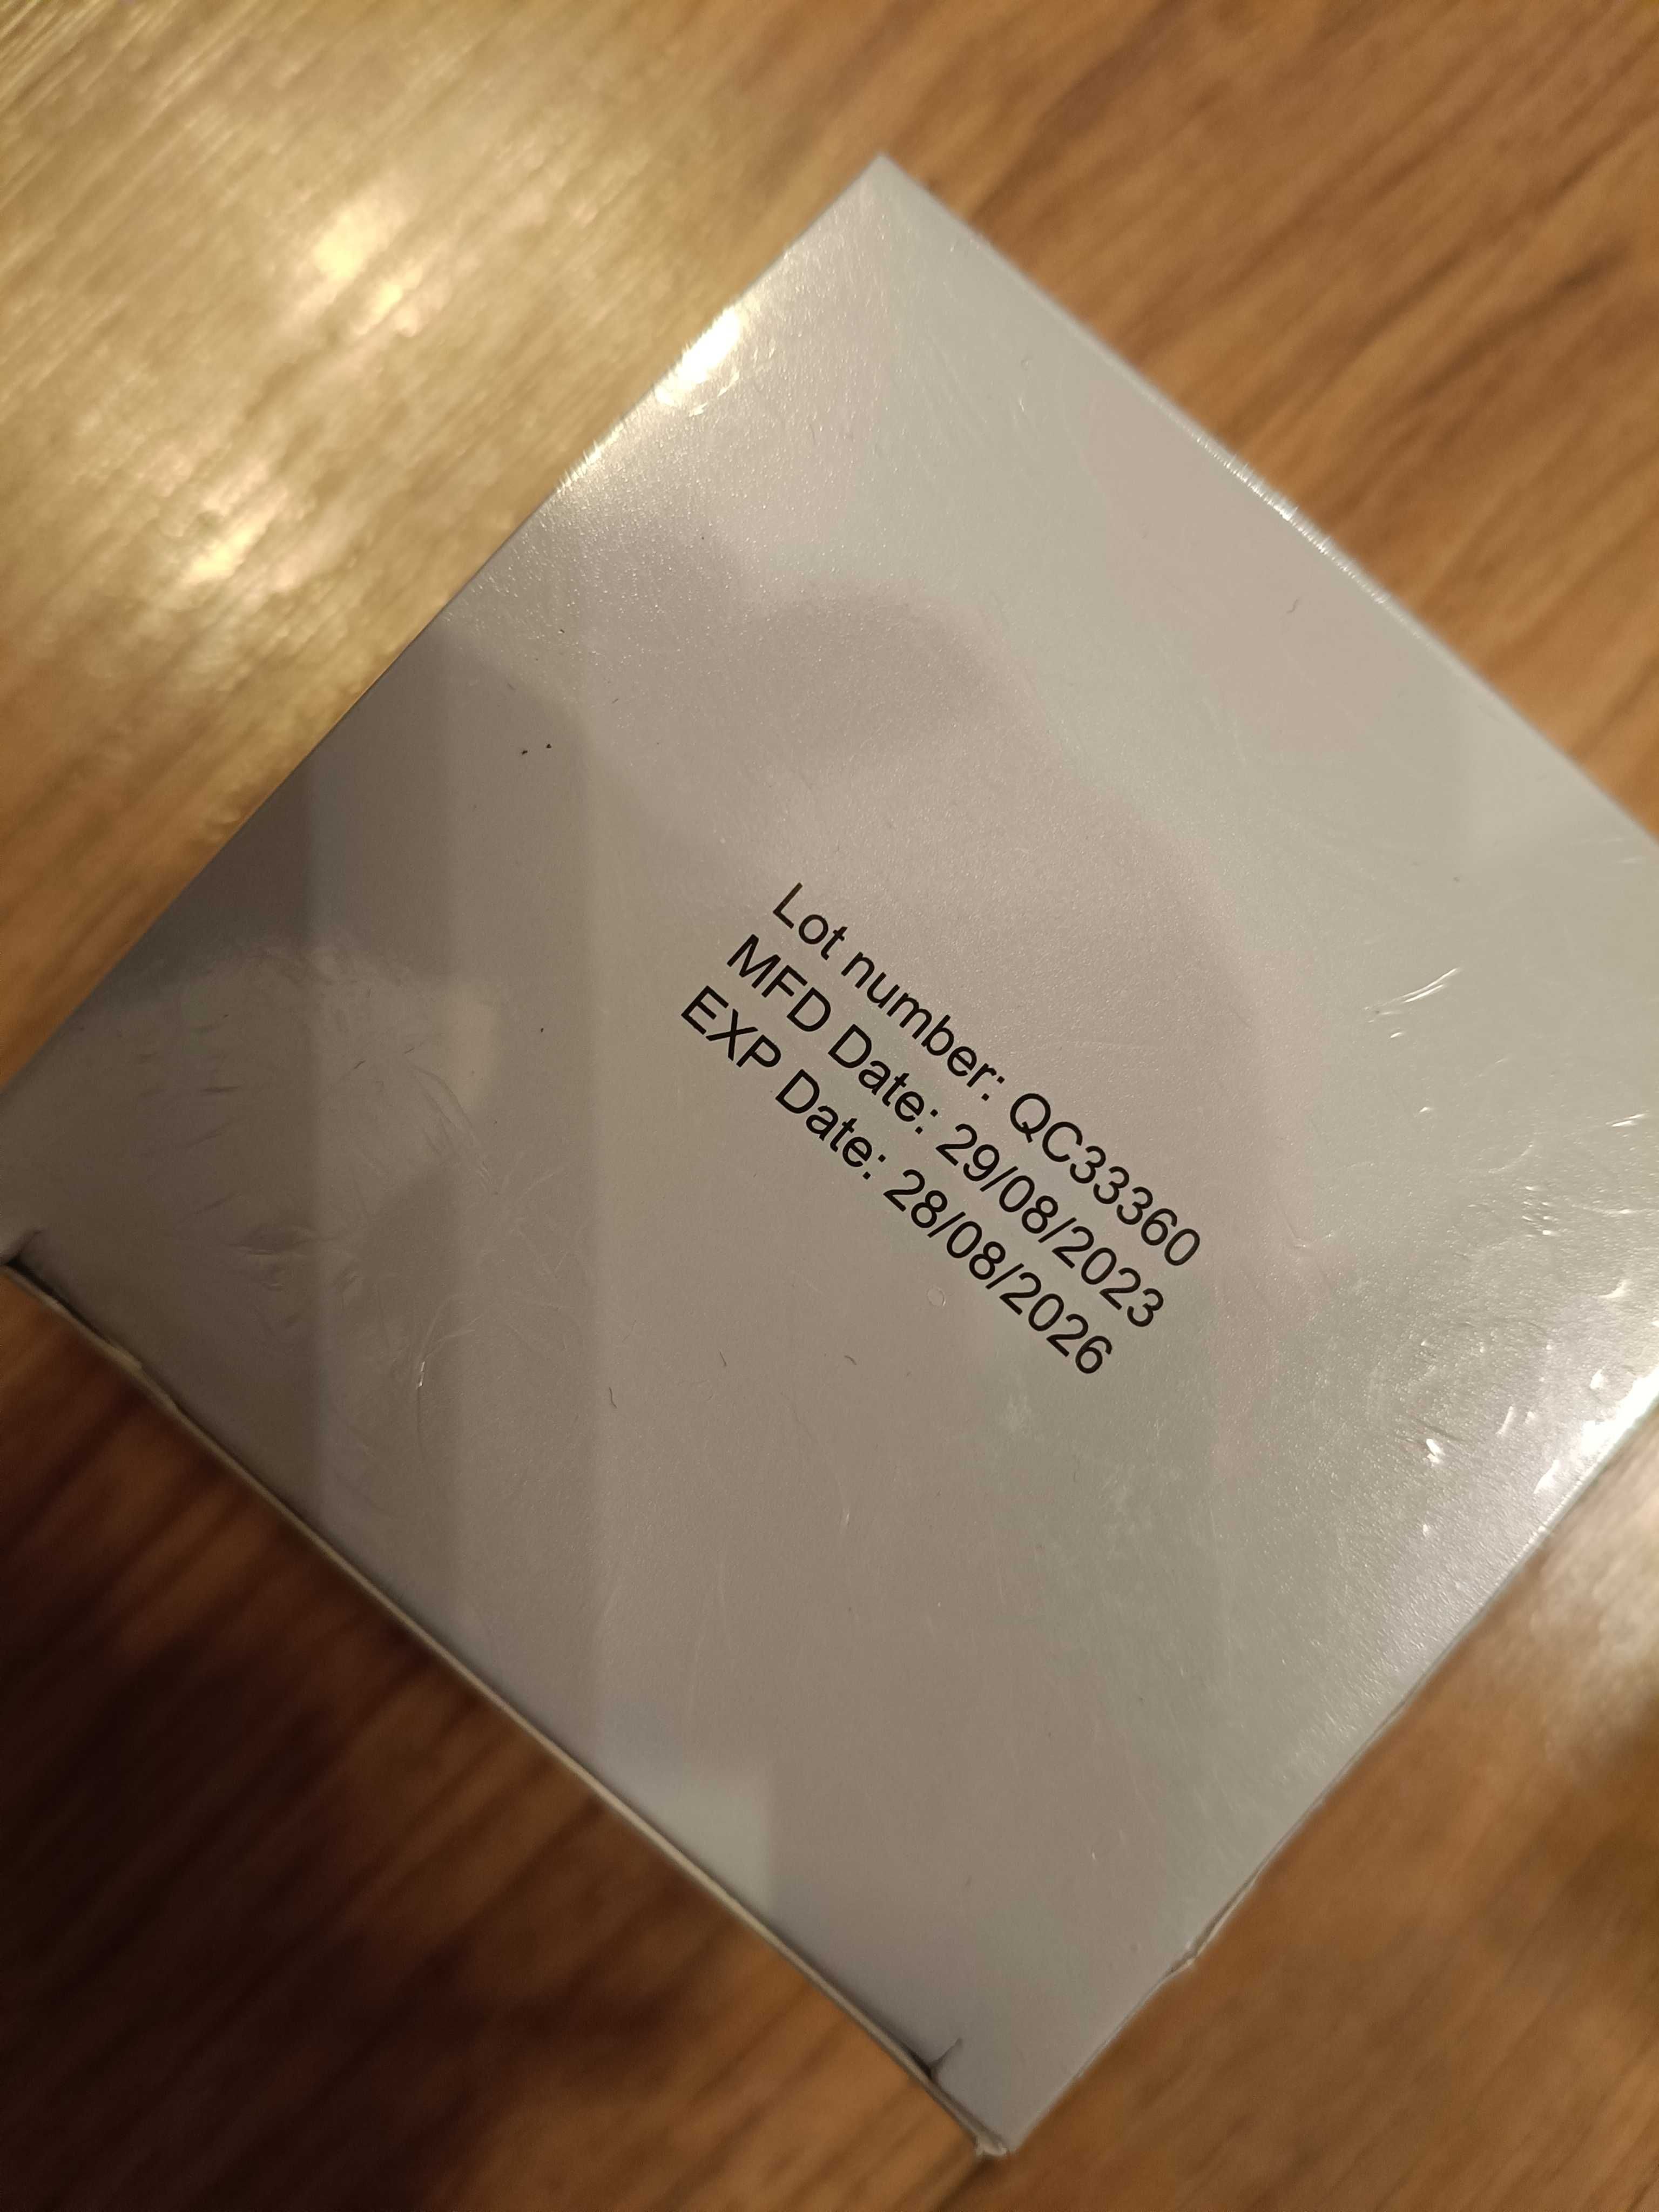 Lot number: QC33360
MFD Date: 29/08/2023
EXP Date: 28/08/2026